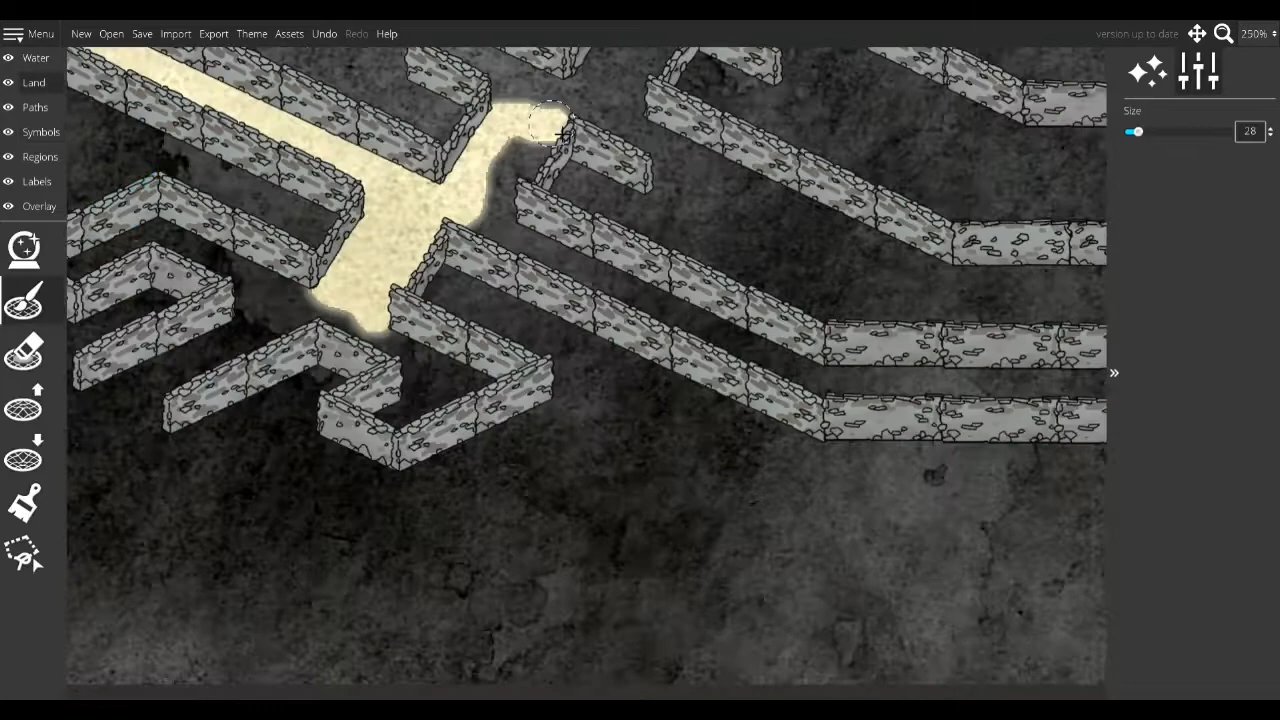 Menu New Open Save Import Export Theme Assets Undo Redo Help version up to date 250%
Water
Land
Paths
Symbols
Regions
Labels
Overlay
Size
28
»